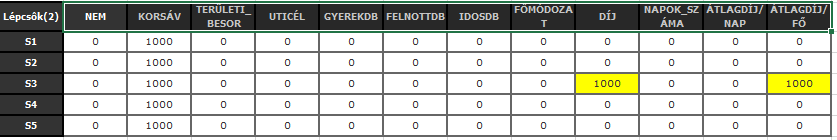 Lépcsők(2) NEM KORSÁV TERÜLETI_BESOR UTICÉL GYEREKDB FELNOTTDB IDOSDB FŐMÓDOZAT DÍJ NAPOK_SZÁMA ÁTLAGDÍJ/NAP ÁTLAGDÍJ/FŐ
S1 0 1000 0 0 0 0 0 0 0 0 0 0
S2 0 1000 0 0 0 0 0 0 0 0 0 0
S3 0 1000 0 0 0 0 0 0 1000 0 0 1000
S4 0 1000 0 0 0 0 0 0 0 0 0 0
S5 0 1000 0 0 0 0 0 0 0 0 0 0